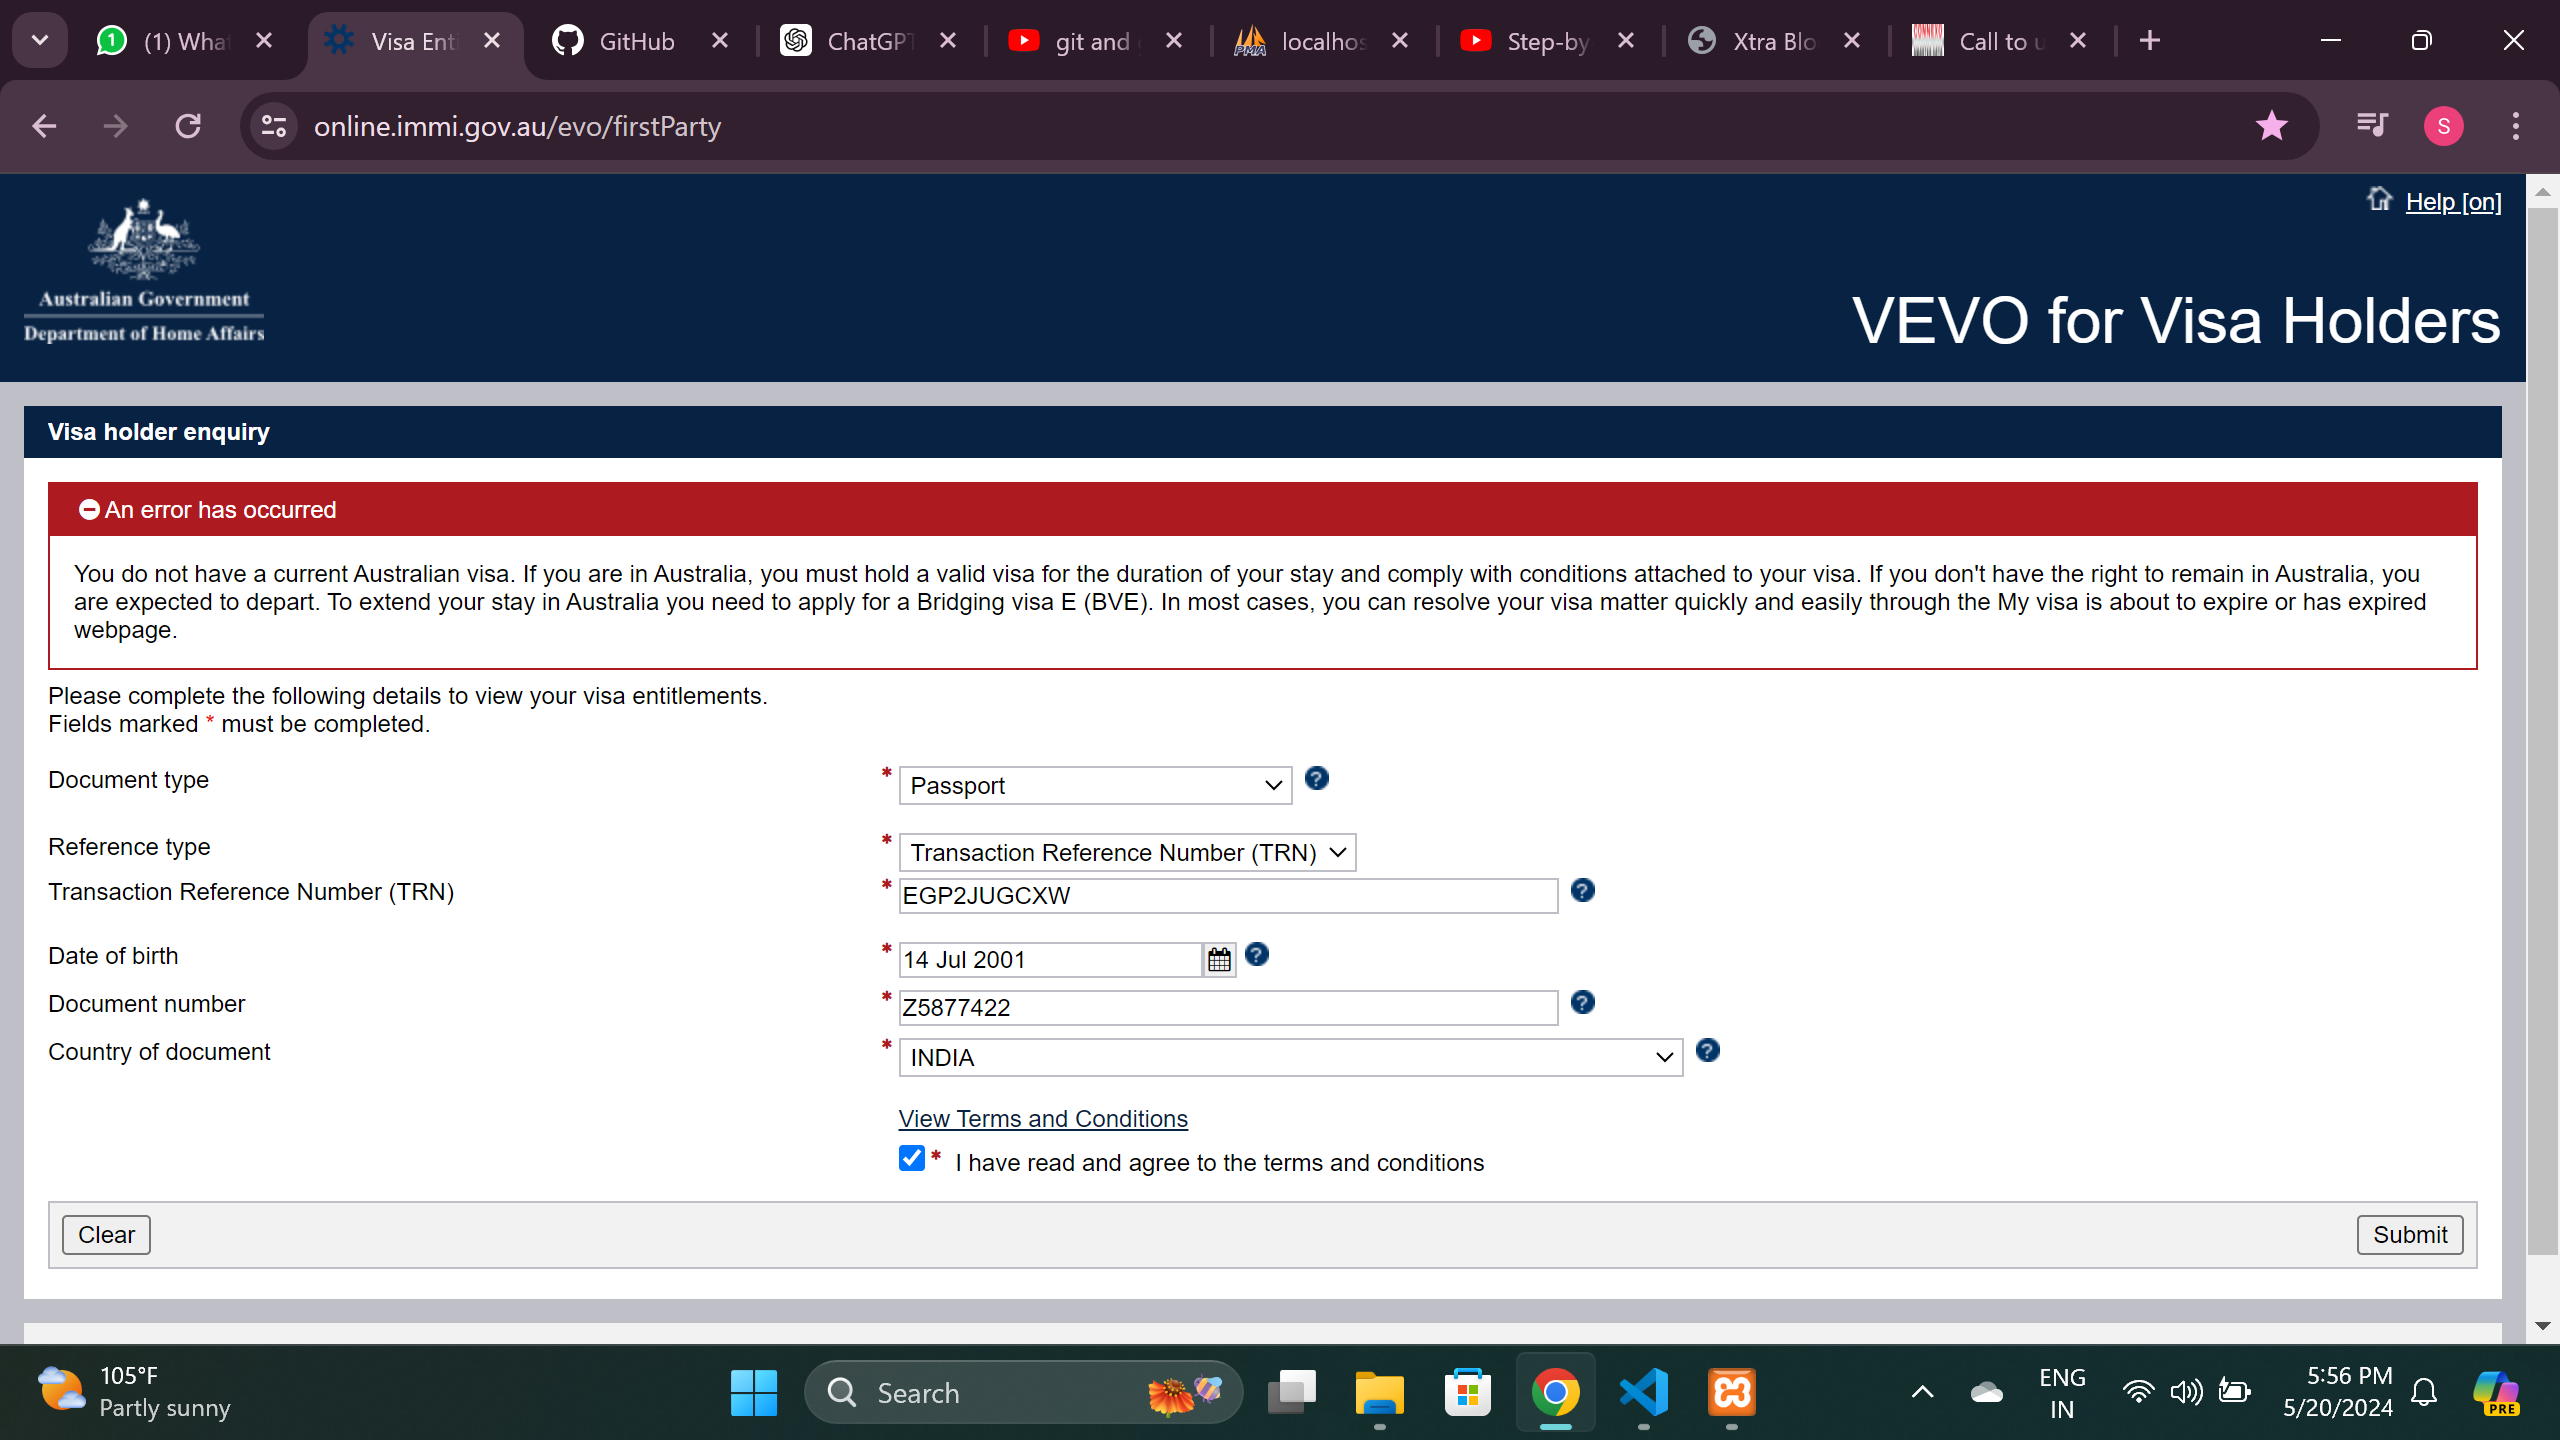 (1) What
Visa Enti
GitHub
ChatGPT
git and
localhos
Step-by
Xtra Blo
Call to u
online.immi.gov.au/evo/firstParty
S
Help [on]
Australian Government
Department of Home Affairs
VEVO for Visa Holders
Visa holder enquiry
An error has occurred
You do not have a current Australian visa. If you are in Australia, you must hold a valid visa for the duration of your stay and comply with conditions attached to your visa. If you don't have the right to remain in Australia, you
are expected to depart. To extend your stay in Australia you need to apply for a Bridging visa E (BVE). In most cases, you can resolve your visa matter quickly and easily through the My visa is about to expire or has expired
webpage.
Please complete the following details to view your visa entitlements.
Fields marked * must be completed.
Document type * Passport
Reference type * Transaction Reference Number (TRN)
Transaction Reference Number (TRN) * EGP2JUGCXW
Date of birth * 14 Jul 2001
Document number * Z5877422
Country of document * INDIA
View Terms and Conditions
* I have read and agree to the terms and conditions
Clear Submit
105°F
Partly sunny
Search
ENG
IN
5:56 PM
5/20/2024
PRE